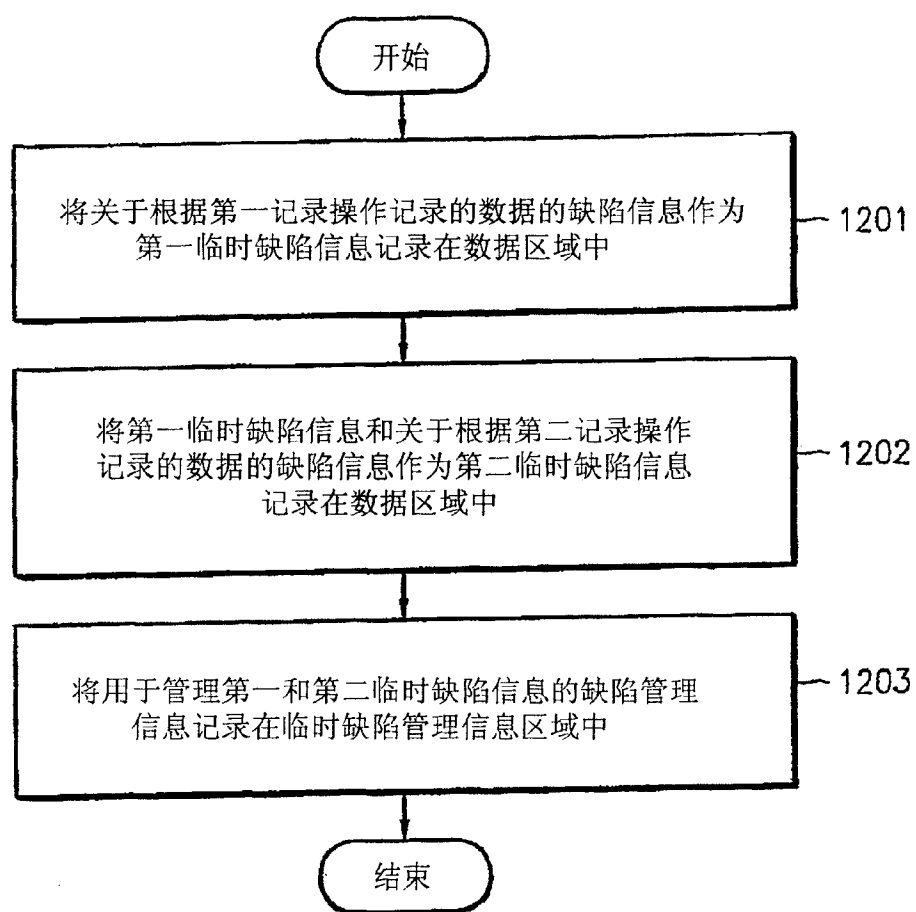 开始
将关于根据第一记录操作记录的数据的缺陷信息作为
第一临时缺陷信息记录在数据区域中
1201
将第一临时缺陷信息和关于根据第二记录操作
记录的数据的缺陷信息作为第二临时缺陷信息
记录在数据区域中
1202
将用于管理第一和第二临时缺陷信息的缺陷管理
信息记录在临时缺陷管理信息区域中
1203
结束